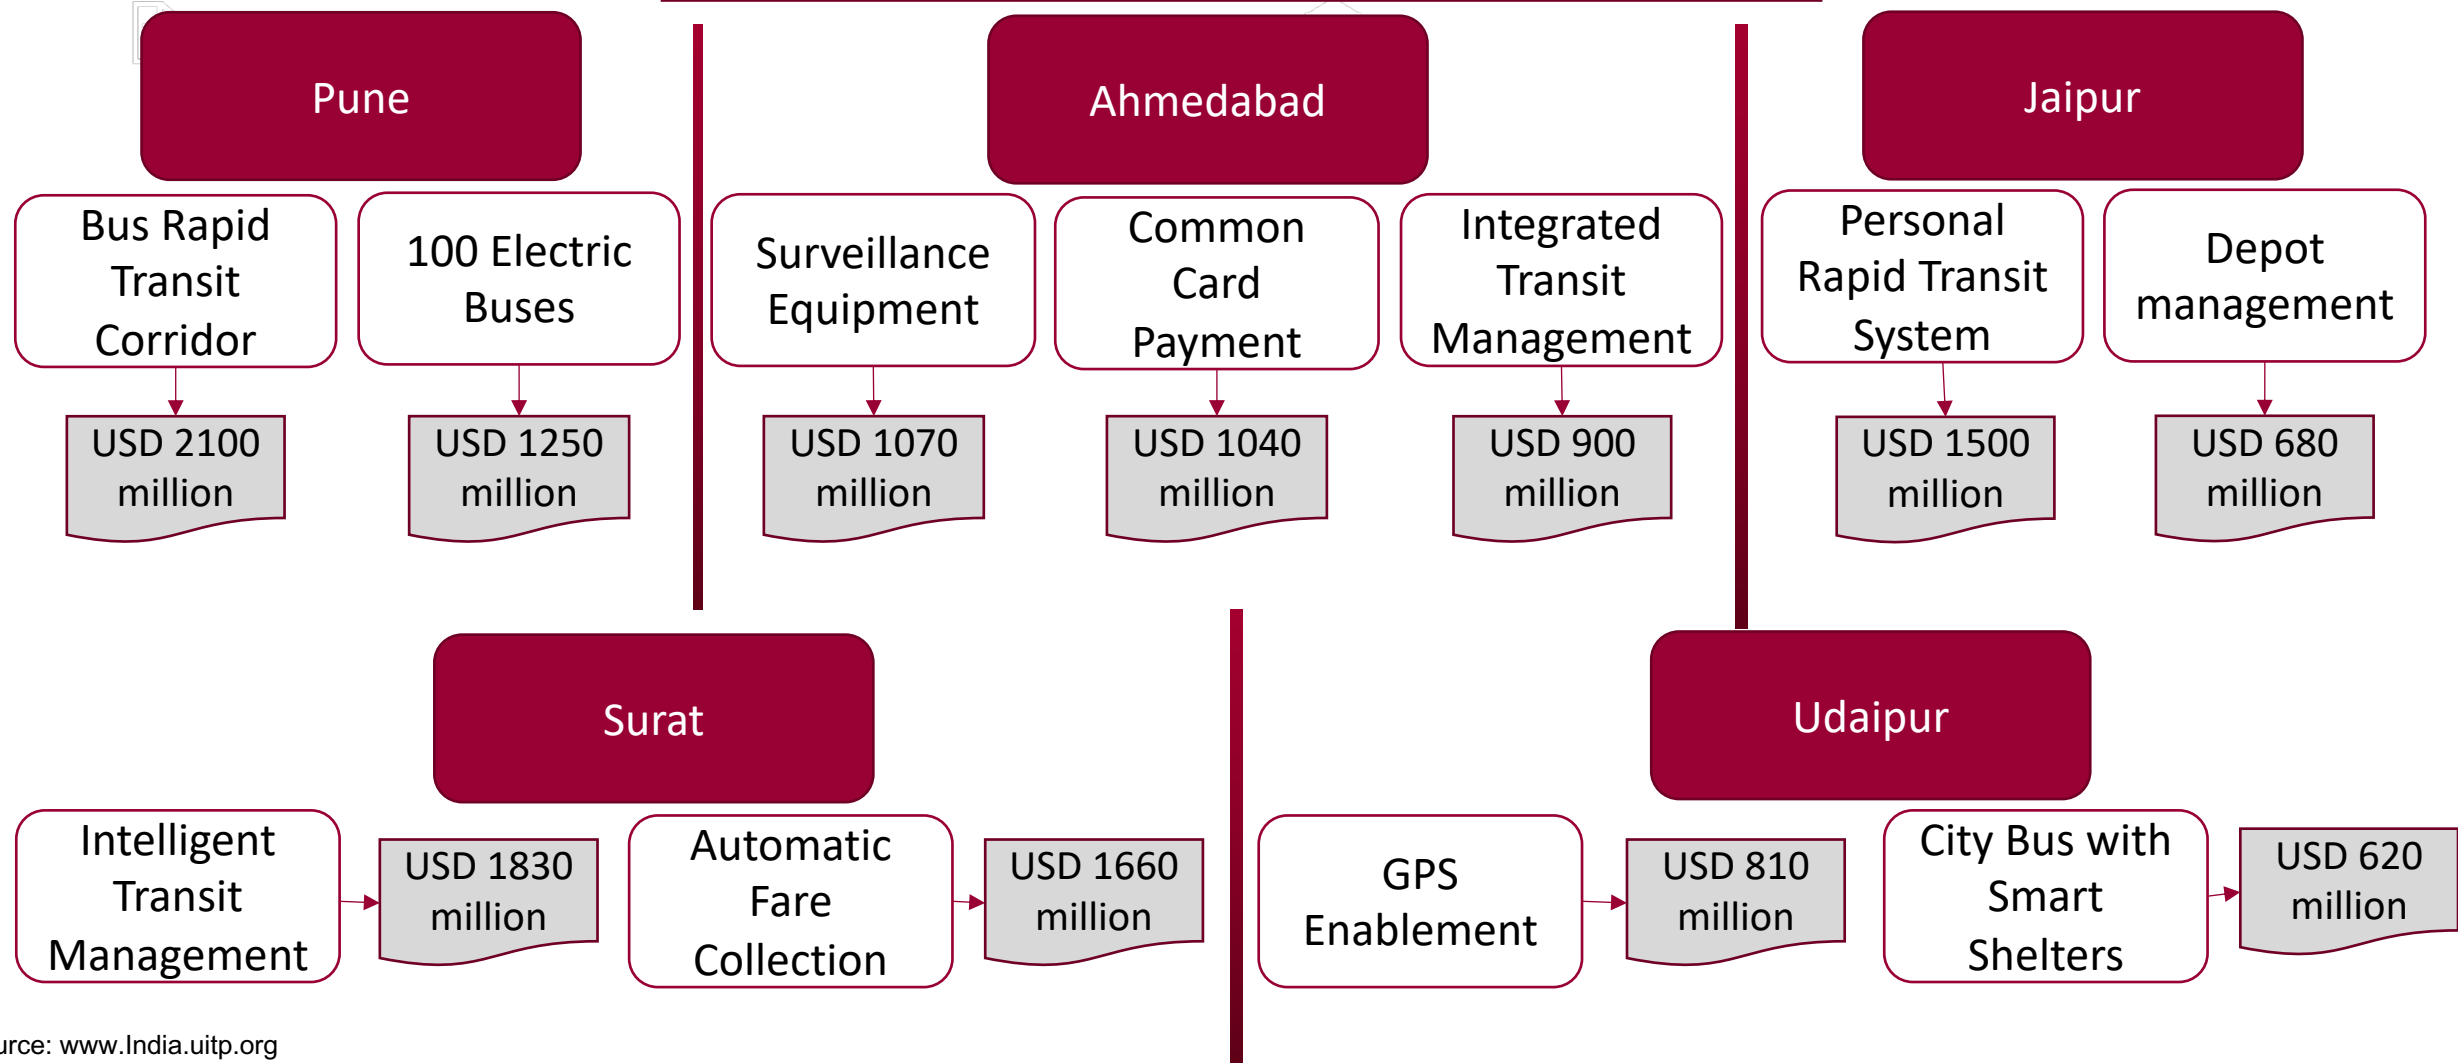 Pune
Bus Rapid
Transit
Corridor
100 Electric
Buses
USD 2100
million
USD 1250
million
Ahmedabad
Surveillance
Equipment
Common
Card
Payment
Integrated
Transit
Management
USD 1070
million
USD 1040
million
USD 900
million
Jaipur
Personal
Rapid Transit
System
Depot
management
USD 1500
million
USD 680
million
Surat
Intelligent
Transit
Management
USD 1830
million
Automatic
Fare
Collection
USD 1660
million
Udaipur
GPS
Enablement
USD 810
million
City Bus with
Smart
Shelters
USD 620
million
urce: www.India.uitp.org